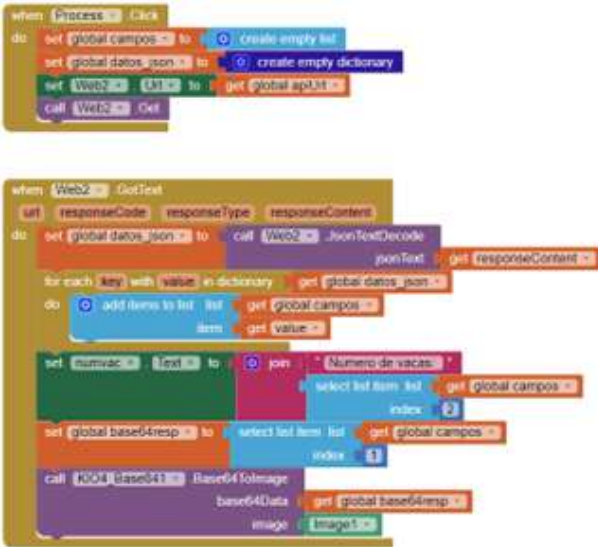 when Process .Click
do set global campos to create empty list
set global datos_json to create empty dictionary
set Web2 . Url to get global apiUrl
call Web2 .Get
when Web2 .GotText
url responseCode responseType responseContent
do set global datos_json to call Web2 .JsonTextDecode
jsonText get responseContent
for each key with value in dictionary get global datos_json
do add items to list list get global campos
item get value
set numvac . Text to join " Numero de vacas: "
select list item list get global campos
index 2
set global base64resp to select list item list get global campos
index 1
call KIO4_Base641 .Base64ToImage
base64Data get global base64resp
image Image1